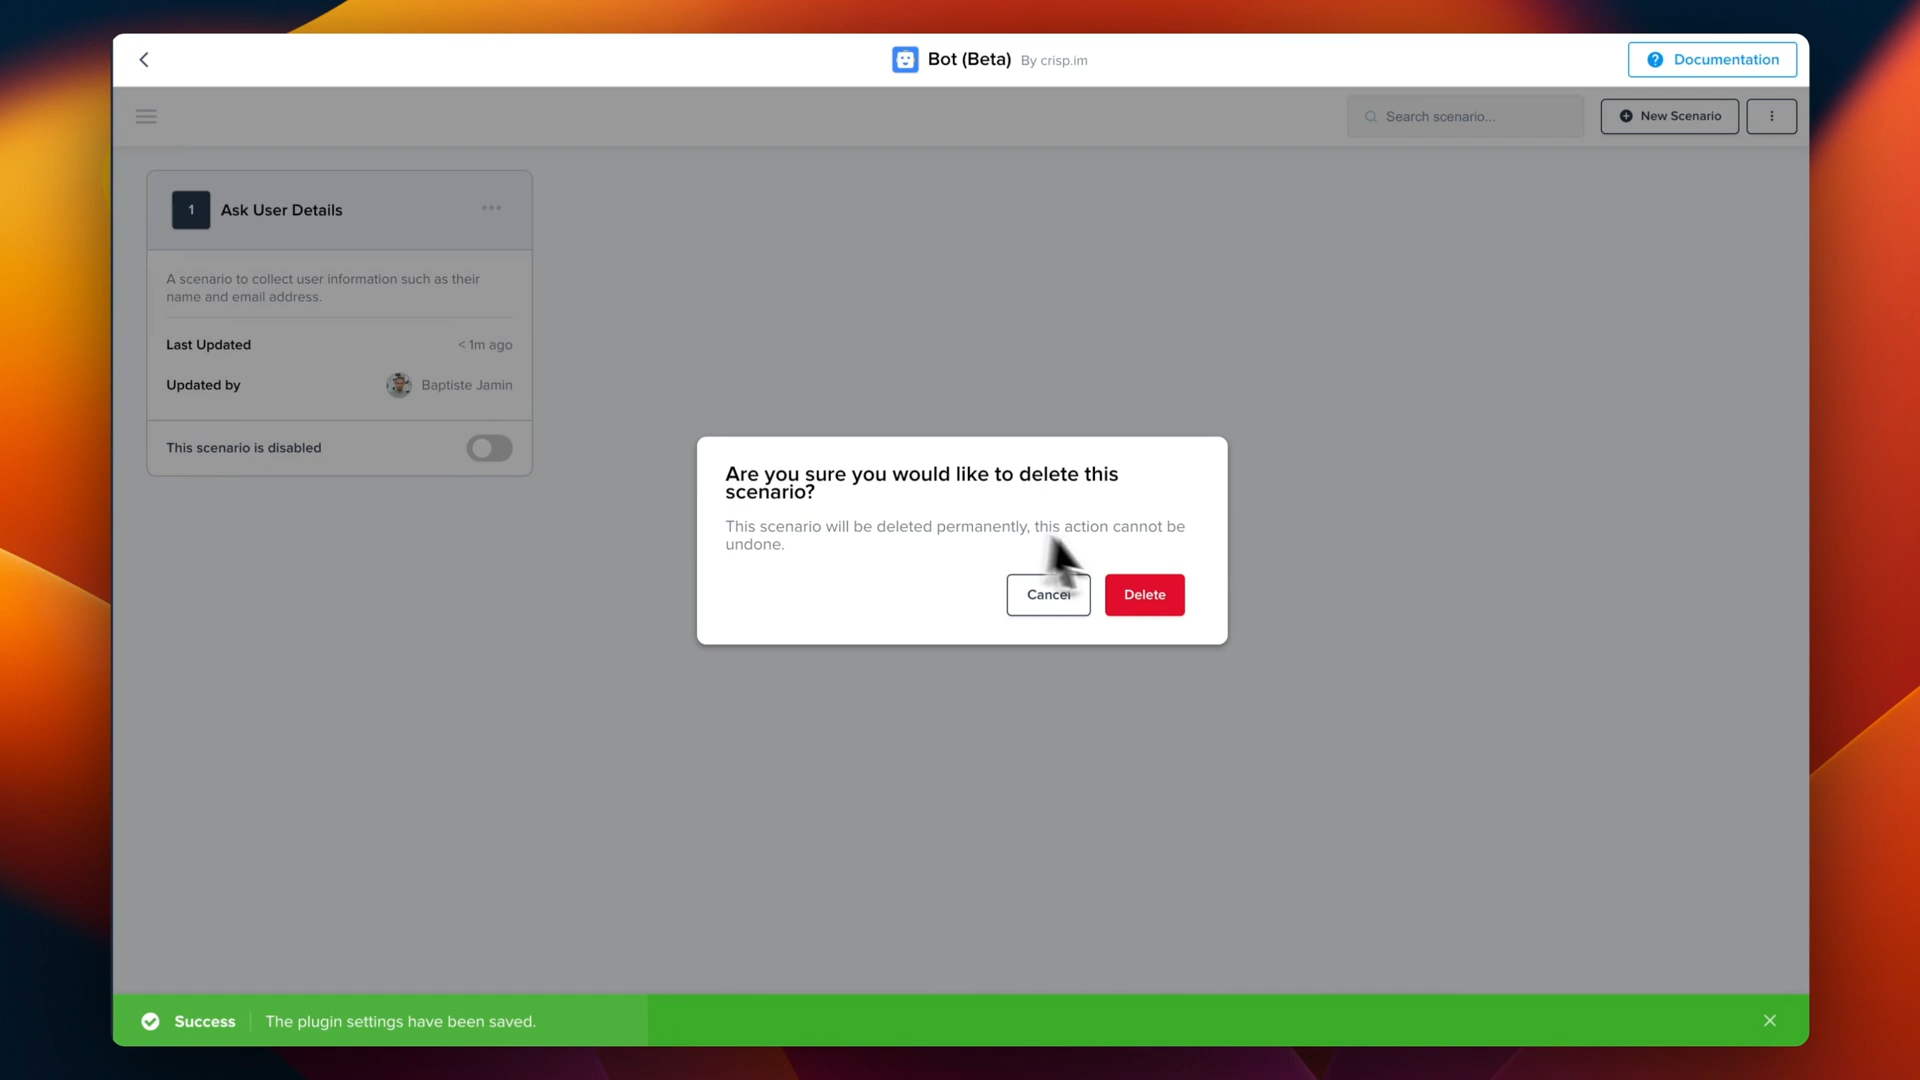 Bot (Beta) By crisp.im
Documentation
Search scenario...
New Scenario
1 Ask User Details
A scenario to collect user information such as their
name and email address.
Last Updated < 1m ago
Updated by Baptiste Jamin
This scenario is disabled
Are you sure you would like to delete this
scenario?
This scenario will be deleted permanently, this action cannot be
undone.
Cancel Delete
Success The plugin settings have been saved.